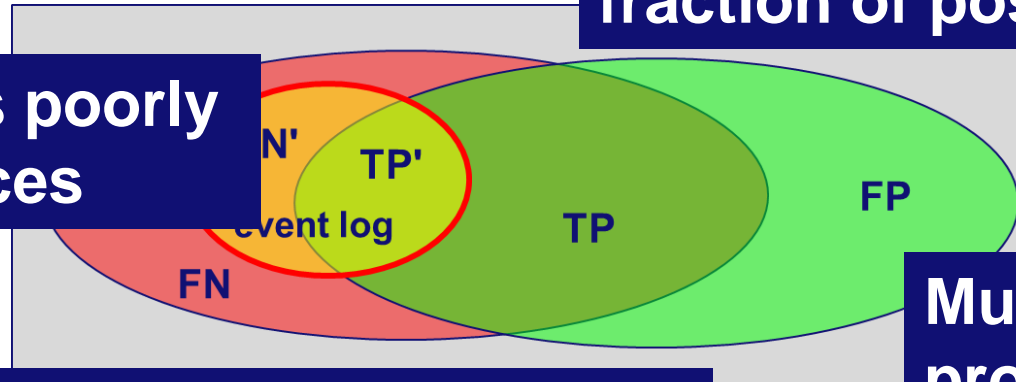 fraction of pos
s poorly
ces
N'
TP'
event log
TP
FP
FN
Mu
pro